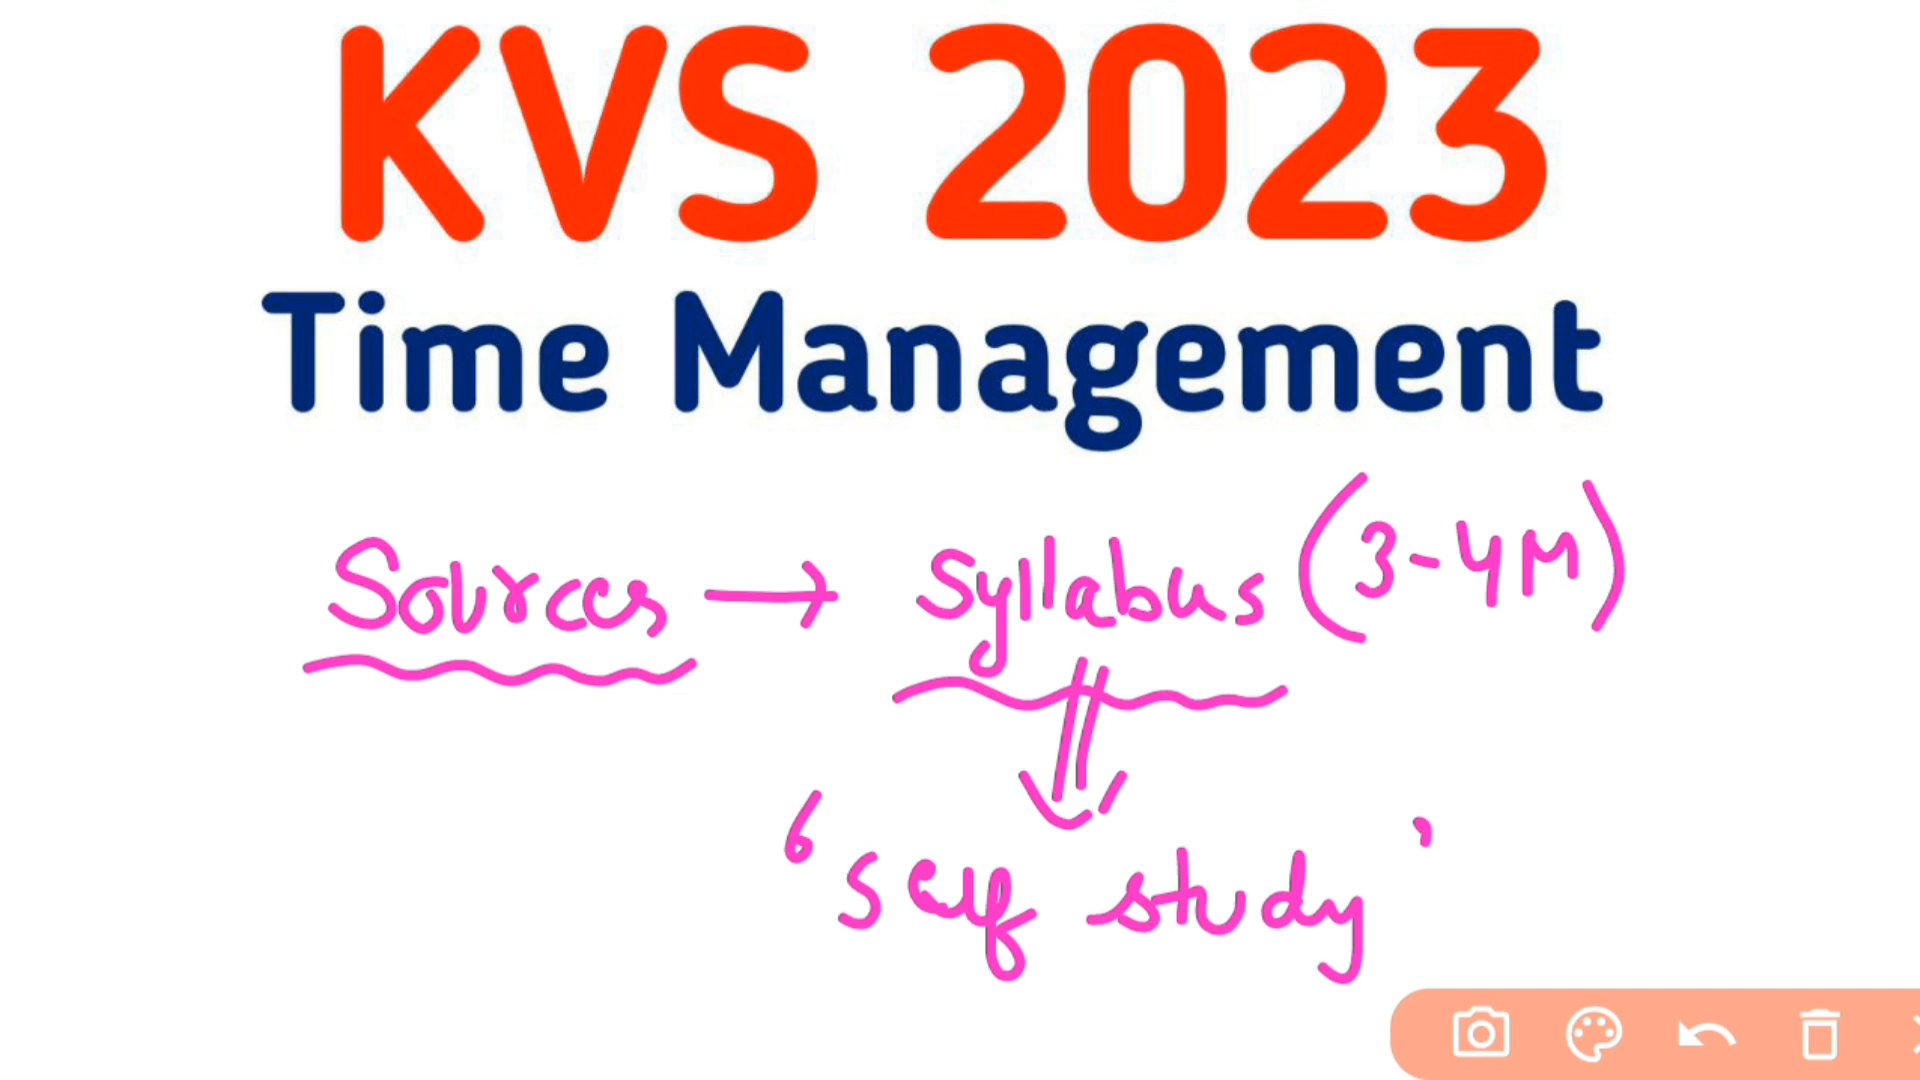 KVS 2023
Time Management
Sources → Syllabus (3-4M)
'self study'